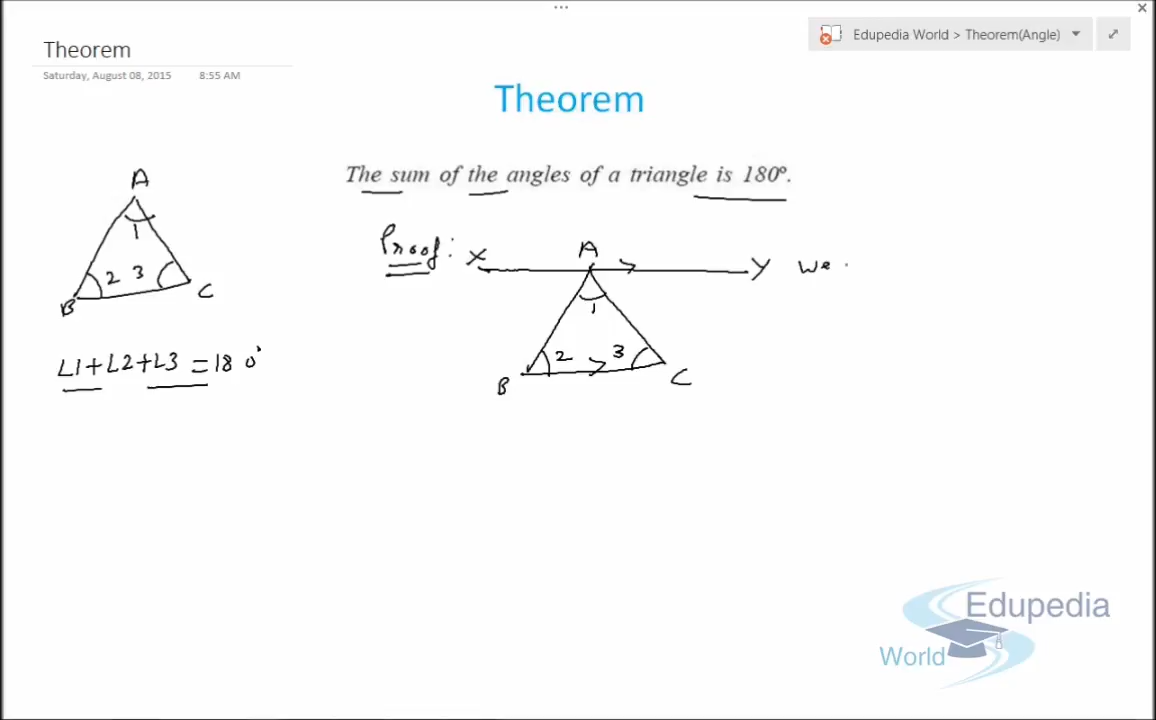 Edupedia World > Theorem(Angle)
Theorem
Saturday, August 08, 2015 8:55 AM
Theorem
The sum of the angles of a triangle is 180°.
A
1
2 3
B
C
∠1+∠2+∠3 =180°
Proof: X A Y We
1
2 3
B
C
Edupedia
World